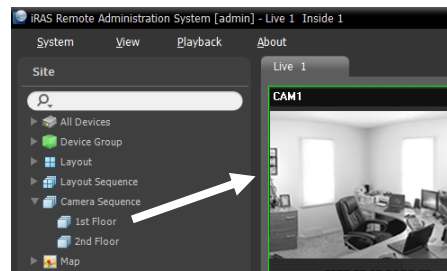 iRAS Remote Administration System [admin] - Live 1 Inside 1
System View Playback About
Site
Live 1
CAM1
All Devices
Device Group
Layout
Layout Sequence
Camera Sequence
1st Floor
2nd Floor
Map